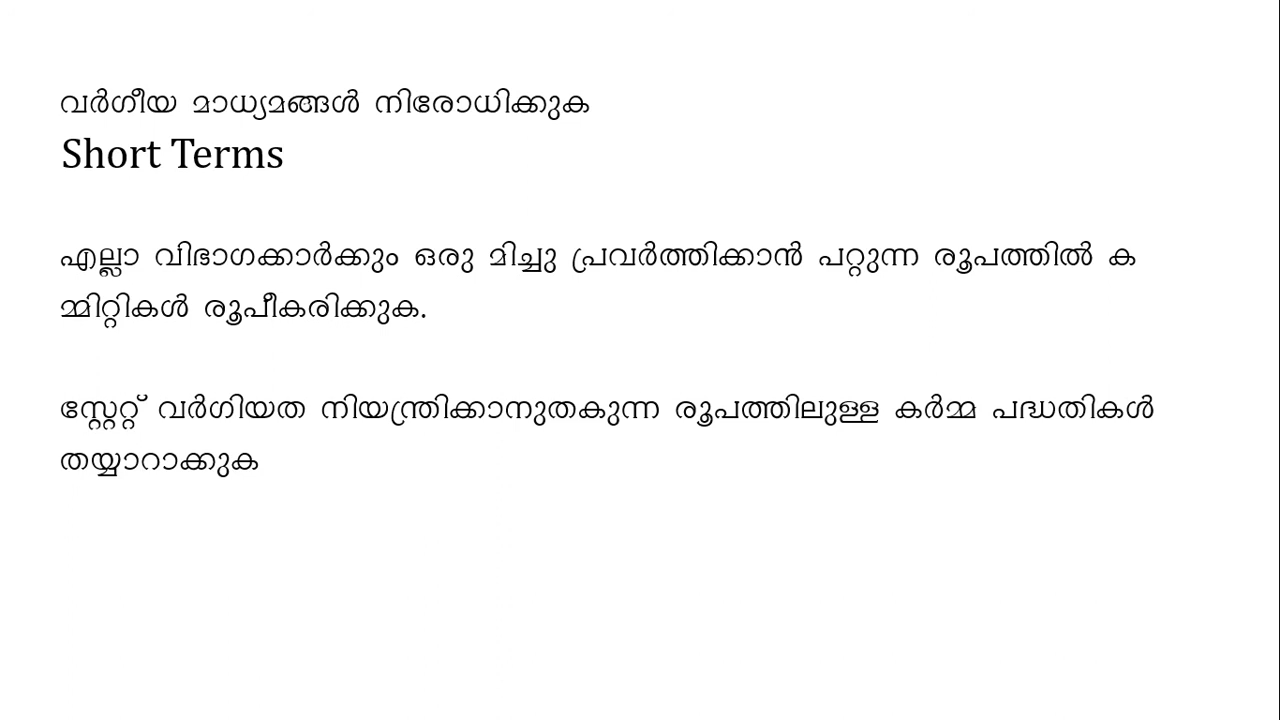 വർഗീയ മാധ്യമങ്ങൾ നിരോധിക്കുക
Short Terms
എല്ലാ വിഭാഗക്കാർക്കും ഒരു മിച്ചു പ്രവർത്തിക്കാൻ പറ്റുന്ന രൂപത്തിൽ ക
മ്മിറ്റികൾ രൂപീകരിക്കുക.
സ്റ്റേറ്റ് വർഗിയത നിയന്ത്രിക്കാനുതകുന്ന രൂപത്തിലുള്ള കർമ്മ പദ്ധതികൾ
തയ്യാറാക്കുക